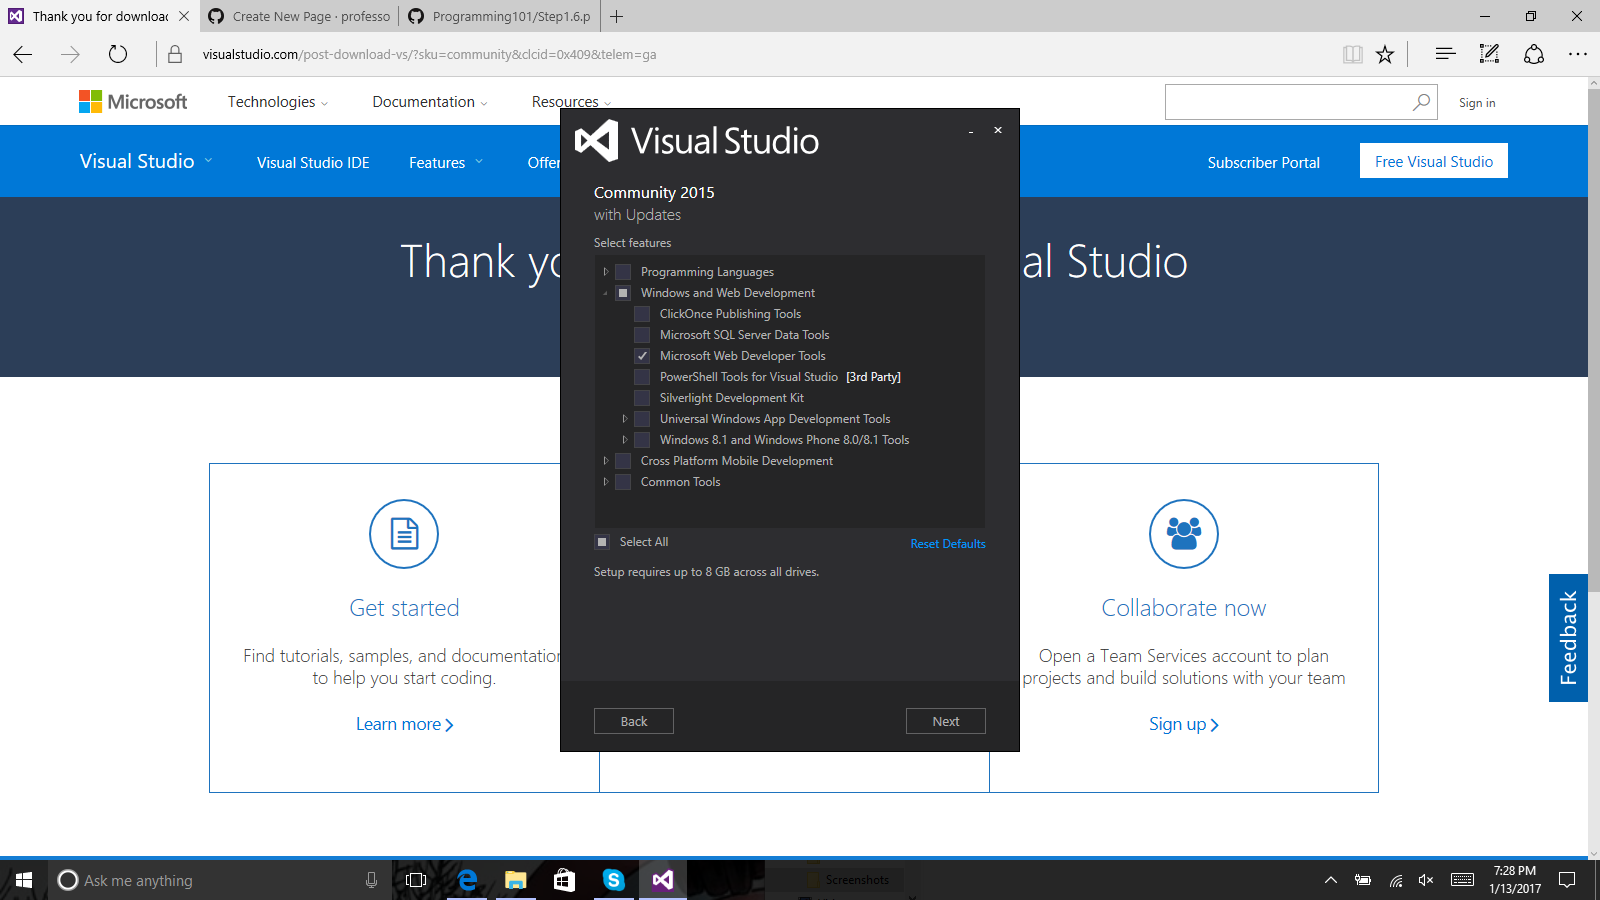 Thank you for downloac
Create New Page · professo
Programming101/Step1.6.p
visualstudio.com/post-download-vs/?sku=community&clcid=0x409&telem=ga
Microsoft
Technologies
Documentation
Resources
Sign in
Visual Studio
Visual Studio IDE
Features
Offer
Subscriber Portal
Free Visual Studio
Thank yo
al Studio
Visual Studio
Community 2015
with Updates
Select features
Programming Languages
Windows and Web Development
ClickOnce Publishing Tools
Microsoft SQL Server Data Tools
Microsoft Web Developer Tools
PowerShell Tools for Visual Studio [3rd Party]
Silverlight Development Kit
Universal Windows App Development Tools
Windows 8.1 and Windows Phone 8.0/8.1 Tools
Cross Platform Mobile Development
Common Tools
Select All
Reset Defaults
Setup requires up to 8 GB across all drives.
Back
Next
Get started
Find tutorials, samples, and documentation
to help you start coding.
Learn more
Collaborate now
Open a Team Services account to plan
projects and build solutions with your team
Sign up
Feedback
Ask me anything
Screenshots
7:28 PM
1/13/2017